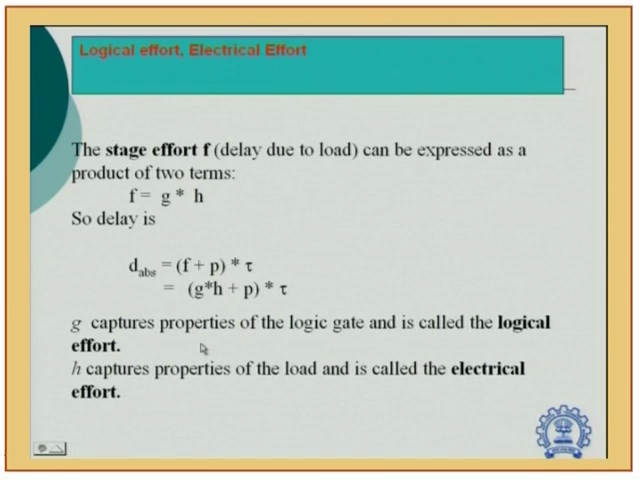 Logical effort, Electrical Effort
The stage effort f (delay due to load) can be expressed as a
product of two terms:
f = g * h
So delay is
dabs = (f + p) * τ
= (g*h + p) * τ
g captures properties of the logic gate and is called the logical
effort.
h captures properties of the load and is called the electrical
effort.